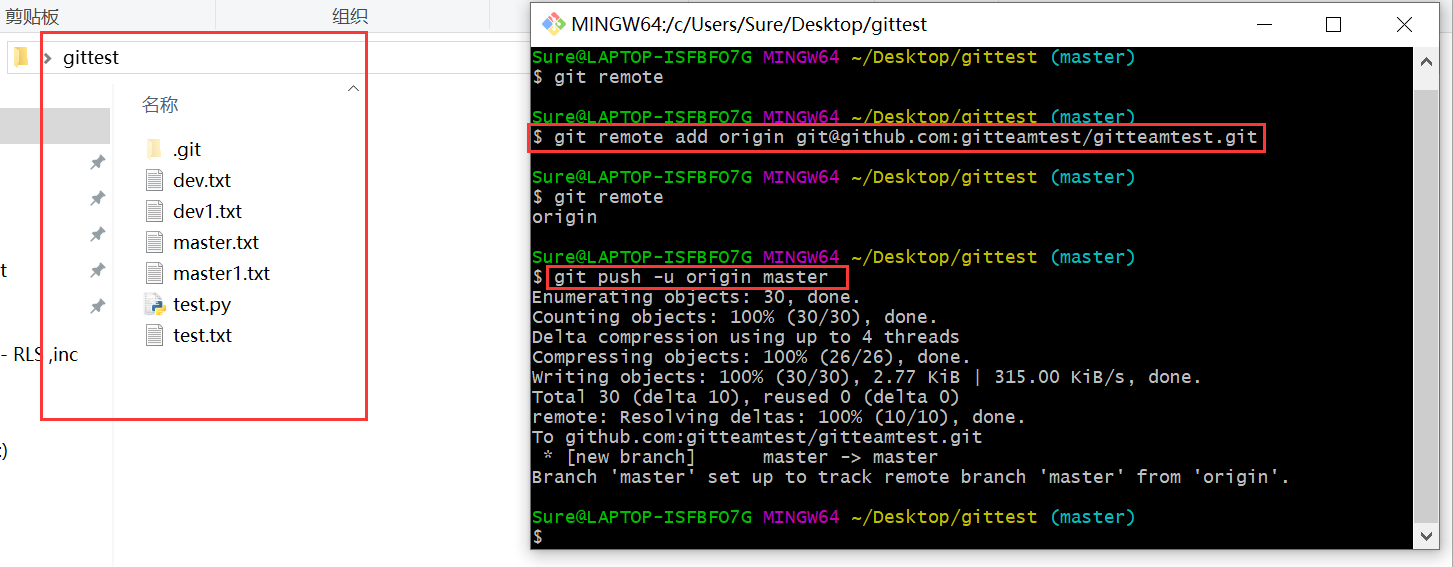 剪贴板
组织
gittest
名称
.git
dev.txt
dev1.txt
master.txt
master1.txt
test.py
test.txt
t
- RLS ,inc
:)
MINGW64:/c/Users/Sure/Desktop/gittest
Sure@LAPTOP-ISFBFO7G MINGW64 ~/Desktop/gittest (master)
$ git remote
Sure@LAPTOP-ISFBFO7G MINGW64 ~/Desktop/gittest (master)
$ git remote add origin git@github.com:gitteamtest/gitteamtest.git
Sure@LAPTOP-ISFBFO7G MINGW64 ~/Desktop/gittest (master)
$ git remote
origin
Sure@LAPTOP-ISFBFO7G MINGW64 ~/Desktop/gittest (master)
$ git push -u origin master
Enumerating objects: 30, done.
Counting objects: 100% (30/30), done.
Delta compression using up to 4 threads
Compressing objects: 100% (26/26), done.
Writing objects: 100% (30/30), 2.77 KiB | 315.00 KiB/s, done.
Total 30 (delta 10), reused 0 (delta 0)
remote: Resolving deltas: 100% (10/10), done.
To github.com:gitteamtest/gitteamtest.git
 * [new branch]      master -> master
Branch 'master' set up to track remote branch 'master' from 'origin'.
Sure@LAPTOP-ISFBFO7G MINGW64 ~/Desktop/gittest (master)
$